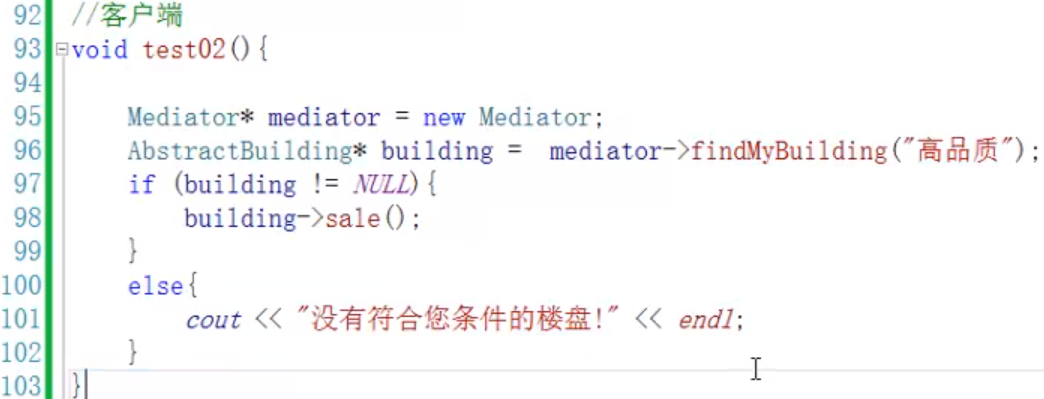 92 //客户端
93 void test02(){
94
95 Mediator* mediator = new Mediator;
96 AbstractBuilding* building =  mediator->findMyBuilding("高品质");
97 if (building != NULL){
98 building->sale();
99 }
100 else{
101 cout << "没有符合您条件的楼盘!" << endl;
102 }
103 }